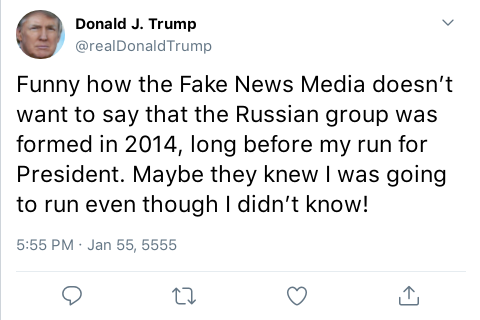 Donald J. Trump
@realDonaldTrump
Funny how the Fake News Media doesn’t
want to say that the Russian group was
formed in 2014, long before my run for
President. Maybe they knew I was going
to run even though I didn’t know!
5:55 PM · Jan 55, 5555